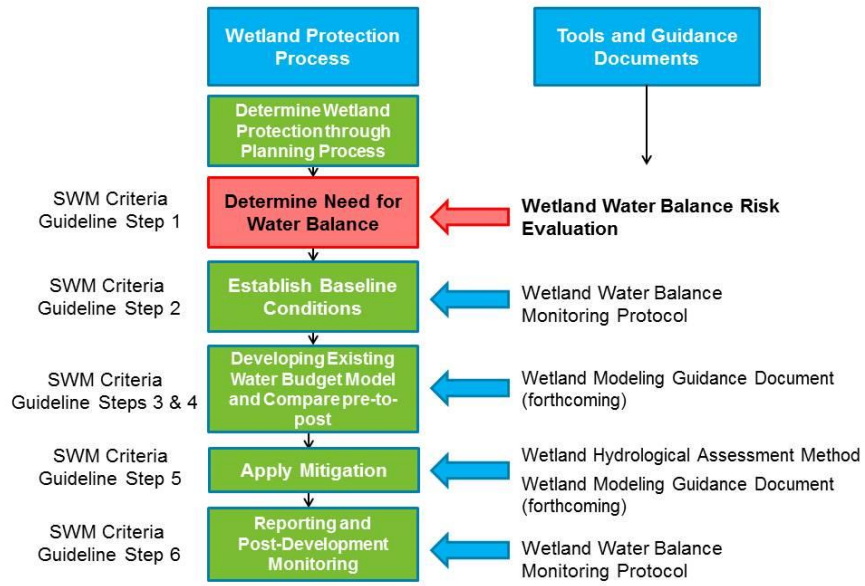 Wetland Protection
Process
Tools and Guidance
Documents
Determine Wetland
Protection through
Planning Process
SWM Criteria
Guideline Step 1
Determine Need for
Water Balance
Wetland Water Balance Risk
Evaluation
SWM Criteria
Guideline Step 2
Establish Baseline
Conditions
Wetland Water Balance
Monitoring Protocol
SWM Criteria
Guideline Steps 3 & 4
Developing Existing
Water Budget Model
and Compare pre-to-
post
Wetland Modeling Guidance Document
(forthcoming)
SWM Criteria
Guideline Step 5
Apply Mitigation
Wetland Hydrological Assessment Method
Wetland Modeling Guidance Document
(forthcoming)
SWM Criteria
Guideline Step 6
Reporting and
Post-Development
Monitoring
Wetland Water Balance
Monitoring Protocol